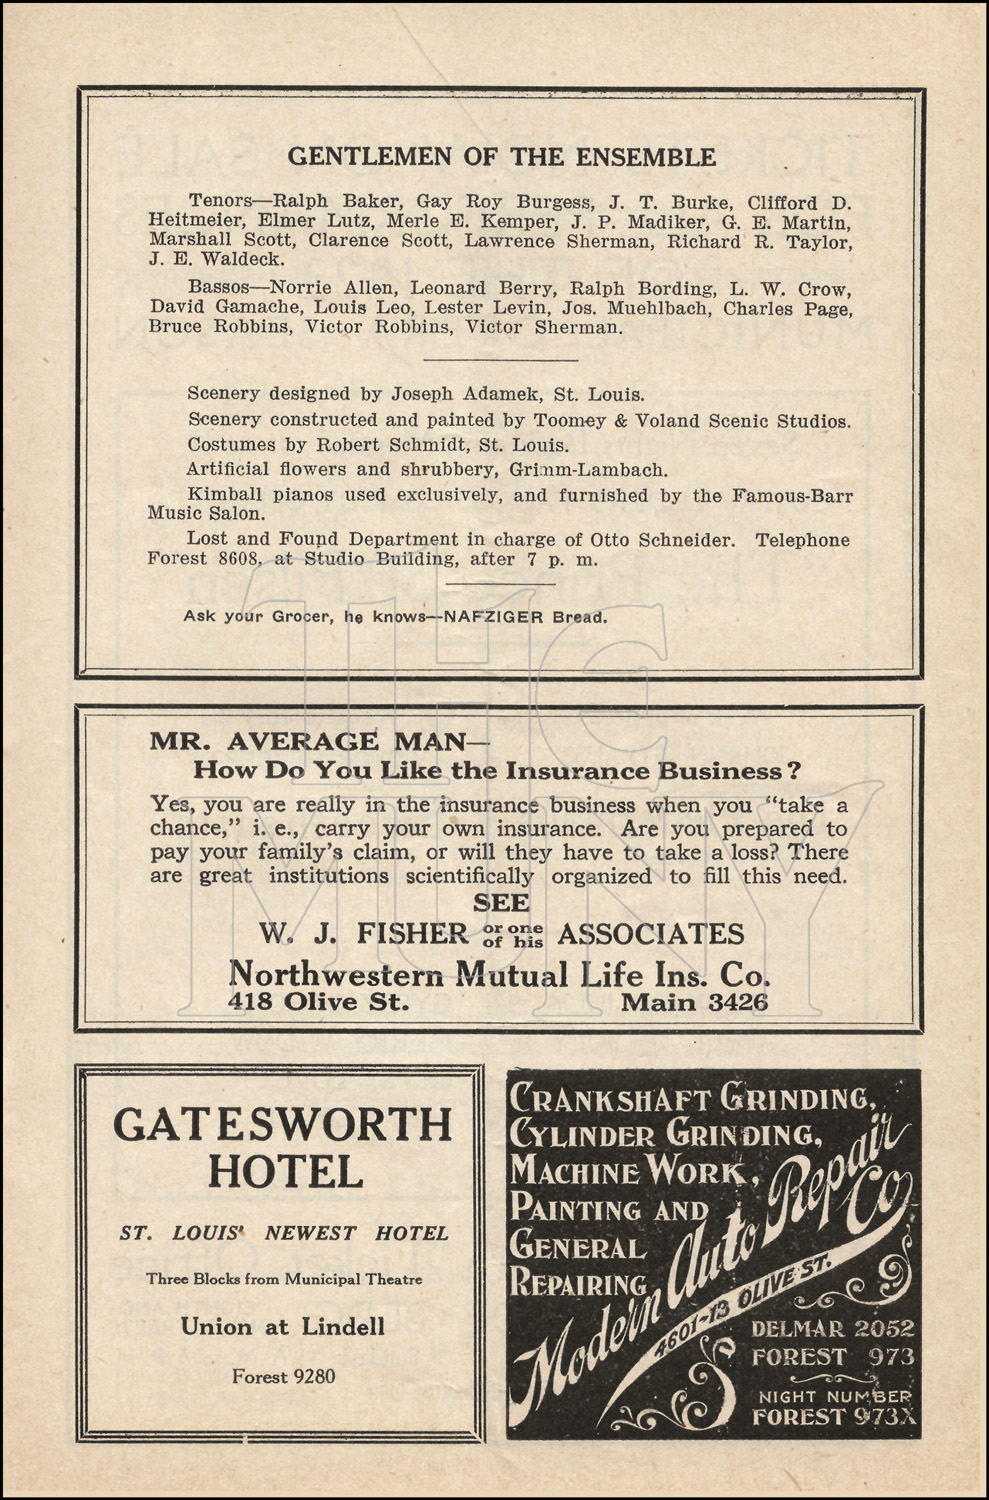 GENTLEMEN OF THE ENSEMBLE
Tenors—Ralph Baker, Gay Roy Burgess, J. T. Burke, Clifford D.
Heitmeier, Elmer Lutz, Merle E. Kemper, J. P. Madiker, G. E. Martin,
Marshall Scott, Clarence Scott, Lawrence Sherman, Richard R. Taylor,
J. E. Waldeck.
Bassos—Norrie Allen, Leonard Berry, Ralph Bording, L. W. Crow,
David Gamache, Louis Leo, Lester Levin, Jos. Muehlbach, Charles Page,
Bruce Robbins, Victor Robbins, Victor Sherman.
Scenery designed by Joseph Adamek, St. Louis.
Scenery constructed and painted by Toomey & Voland Scenic Studios.
Costumes by Robert Schmidt, St. Louis.
Artificial flowers and shrubbery, Grimm-Lambach.
Kimball pianos used exclusively, and furnished by the Famous-Barr
Music Salon.
Lost and Found Department in charge of Otto Schneider. Telephone
Forest 8608, at Studio Building, after 7 p. m.
Ask your Grocer, he knows—NAFZIGER Bread.
THE
MUNY
MR. AVERAGE MAN—
How Do You Like the Insurance Business?
Yes, you are really in the insurance business when you "take a
chance," i. e., carry your own insurance. Are you prepared to
pay your family's claim, or will they have to take a loss? There
are great institutions scientifically organized to fill this need.
SEE
W. J. FISHER or one of his ASSOCIATES
Northwestern Mutual Life Ins. Co.
418 Olive St. Main 3426
GATESWORTH
HOTEL
ST. LOUIS' NEWEST HOTEL
Three Blocks from Municipal Theatre
Union at Lindell
Forest 9280
CRANKSHAFT GRINDING,
CYLINDER GRINDING,
MACHINE WORK,
PAINTING AND
GENERAL
REPAIRING
Modern Auto Repair Co.
4601-13 OLIVE ST.
DELMAR 2052
FOREST 973
NIGHT NUMBER
FOREST 973X